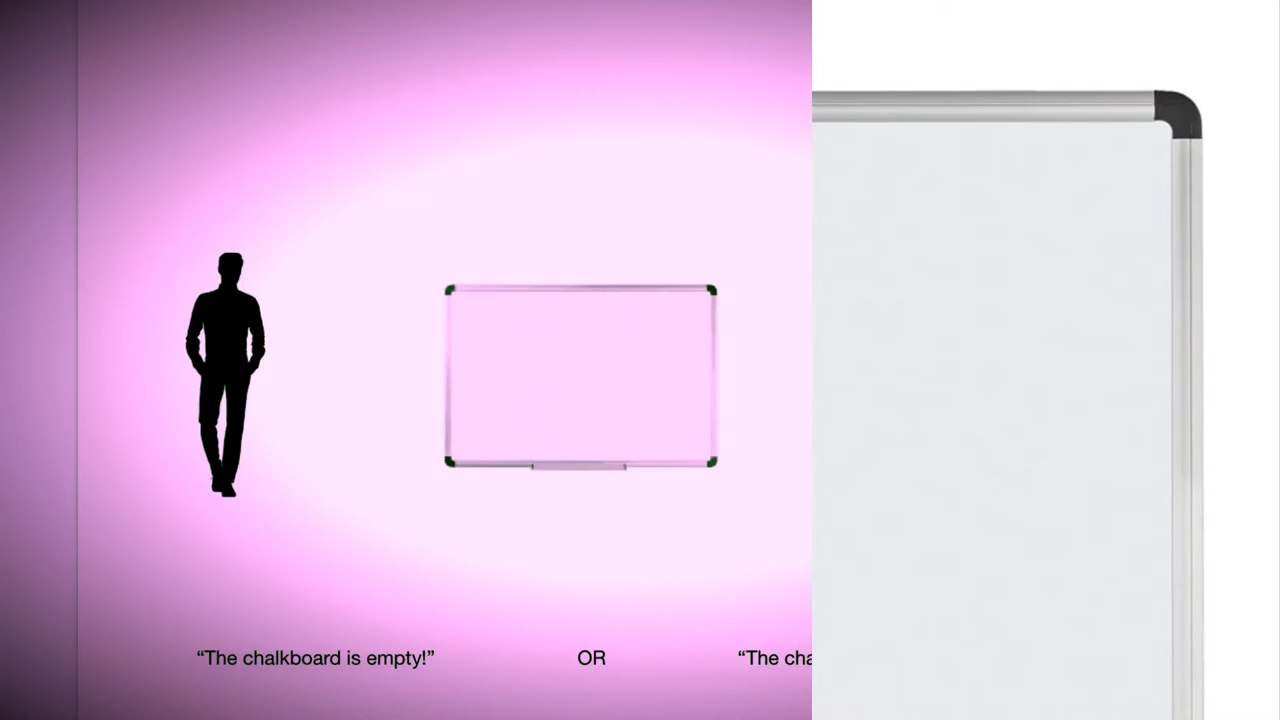 “The chalkboard is empty!” OR “The cha